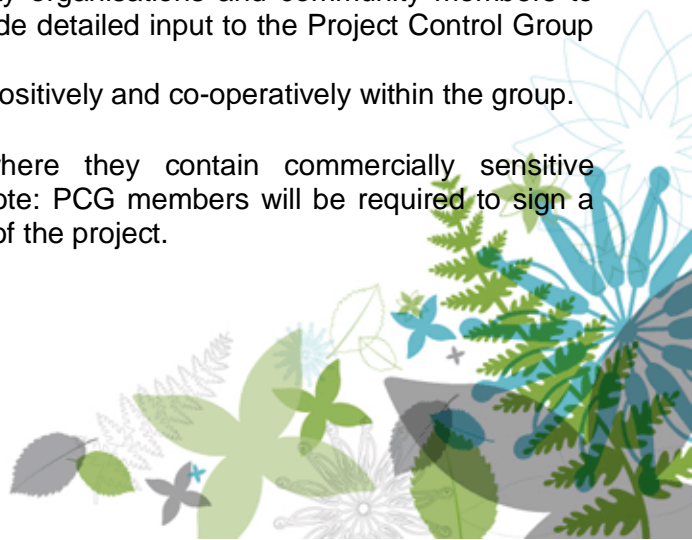 organisations and community members to
de detailed input to the Project Control Group
ositively and co-operatively within the group.
here they contain commercially sensitive
ote: PCG members will be required to sign a
of the project.